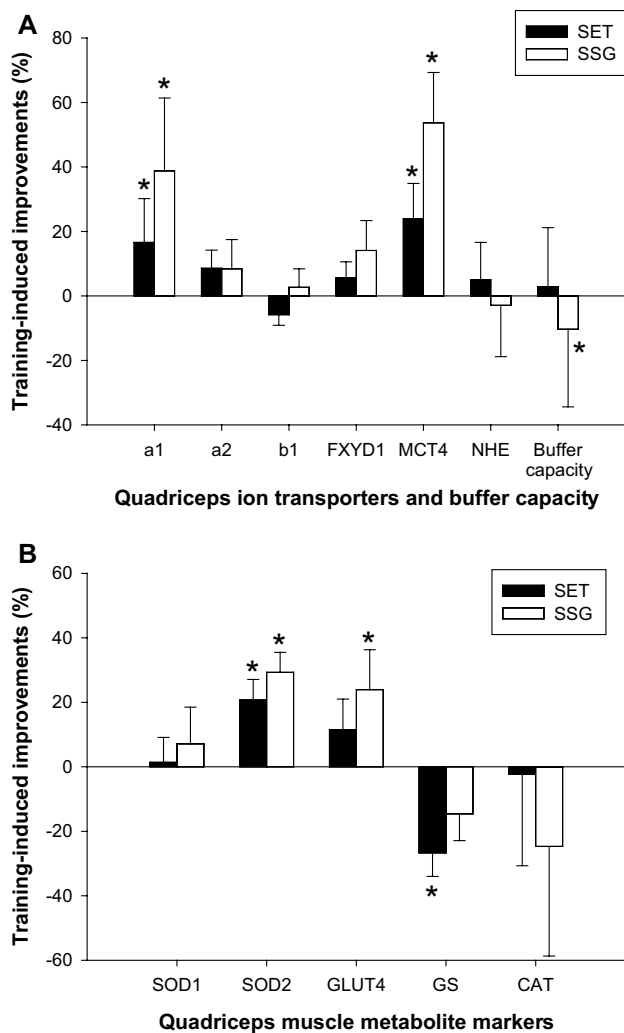 A
Training-induced improvements (%)
80
60
40
20
0
-20
-40
SET
SSG
*
*
*
*
*
a1 a2 b1 FXYD1 MCT4 NHE Buffer
capacity
Quadriceps ion transporters and buffer capacity
B
Training-induced improvements (%)
60
40
20
0
-20
-40
-60
SET
SSG
*
*
*
*
SOD1 SOD2 GLUT4 GS CAT
Quadriceps muscle metabolite markers